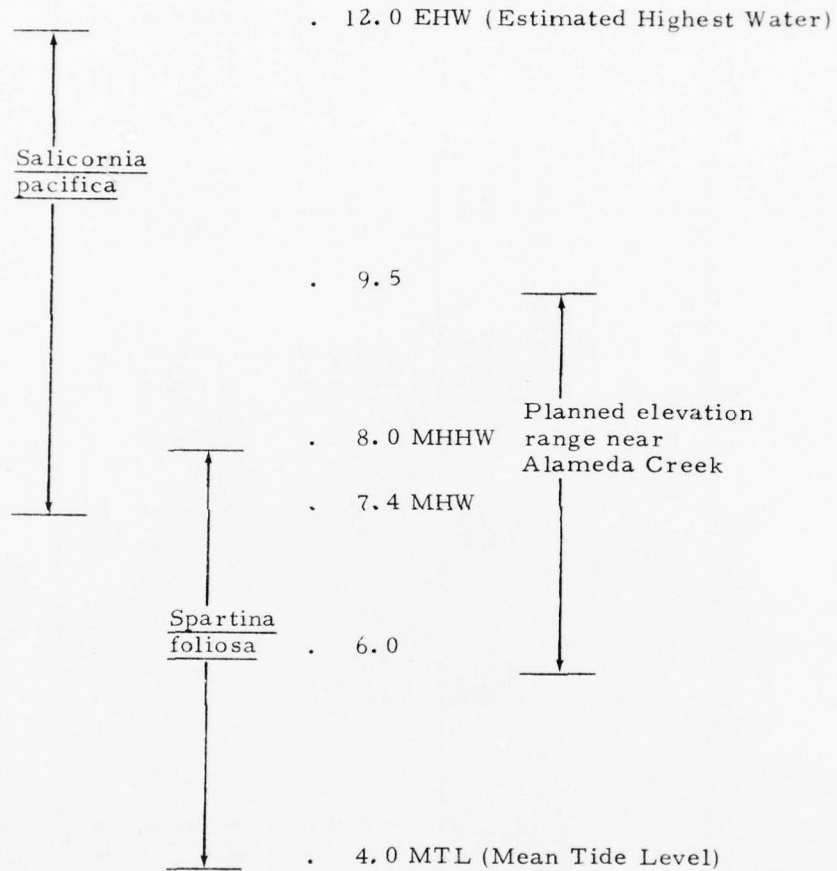 . 12.0 EHW (Estimated Highest Water)
Salicornia
pacifica
. 9.5
Planned elevation
. 8.0 MHHW
range near
Alameda Creek
. 7.4 MHW
Spartina
foliosa
. 6.0
. 4.0 MTL (Mean Tide Level)